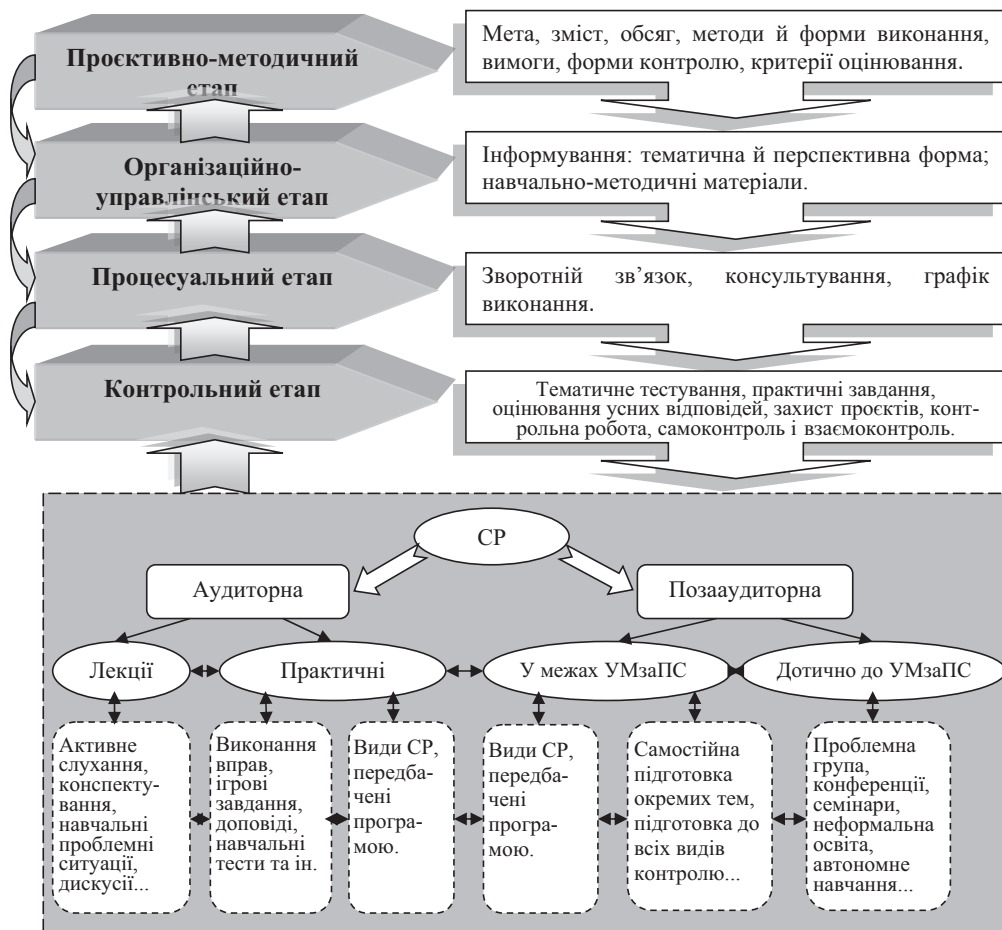 Проєктивно-методичний
етап
Мета, зміст, обсяг, методи й форми виконання,
вимоги, форми контролю, критерії оцінювання.
Організаційно-
управлінський етап
Інформування: тематична й перспективна форма;
навчально-методичні матеріали.
Процесуальний етап
Зворотній зв’язок, консультування, графік
виконання.
Контрольний етап
Тематичне тестування, практичні завдання,
оцінювання усних відповідей, захист проєктів, конт-
рольна робота, самоконтроль і взаємоконтроль.
СР
Аудиторна
Позааудиторна
Лекції
Практичні
У межах УМзаПС
Дотично до УМзаПС
Активне
слухання,
конспекту-
вання,
навчальні
проблемні
ситуації,
дискусії...
Виконання
вправ,
ігрові
завдання,
доповіді,
навчальні
тести та ін.
Види СР,
передба-
чені
програ-
мою.
Види СР,
передба-
чені
програ-
мою.
Самостійна
підготовка
окремих тем,
підготовка до
всіх видів
контролю...
Проблемна
група,
конференції,
семінари,
неформальна
освіта,
автономне
навчання...